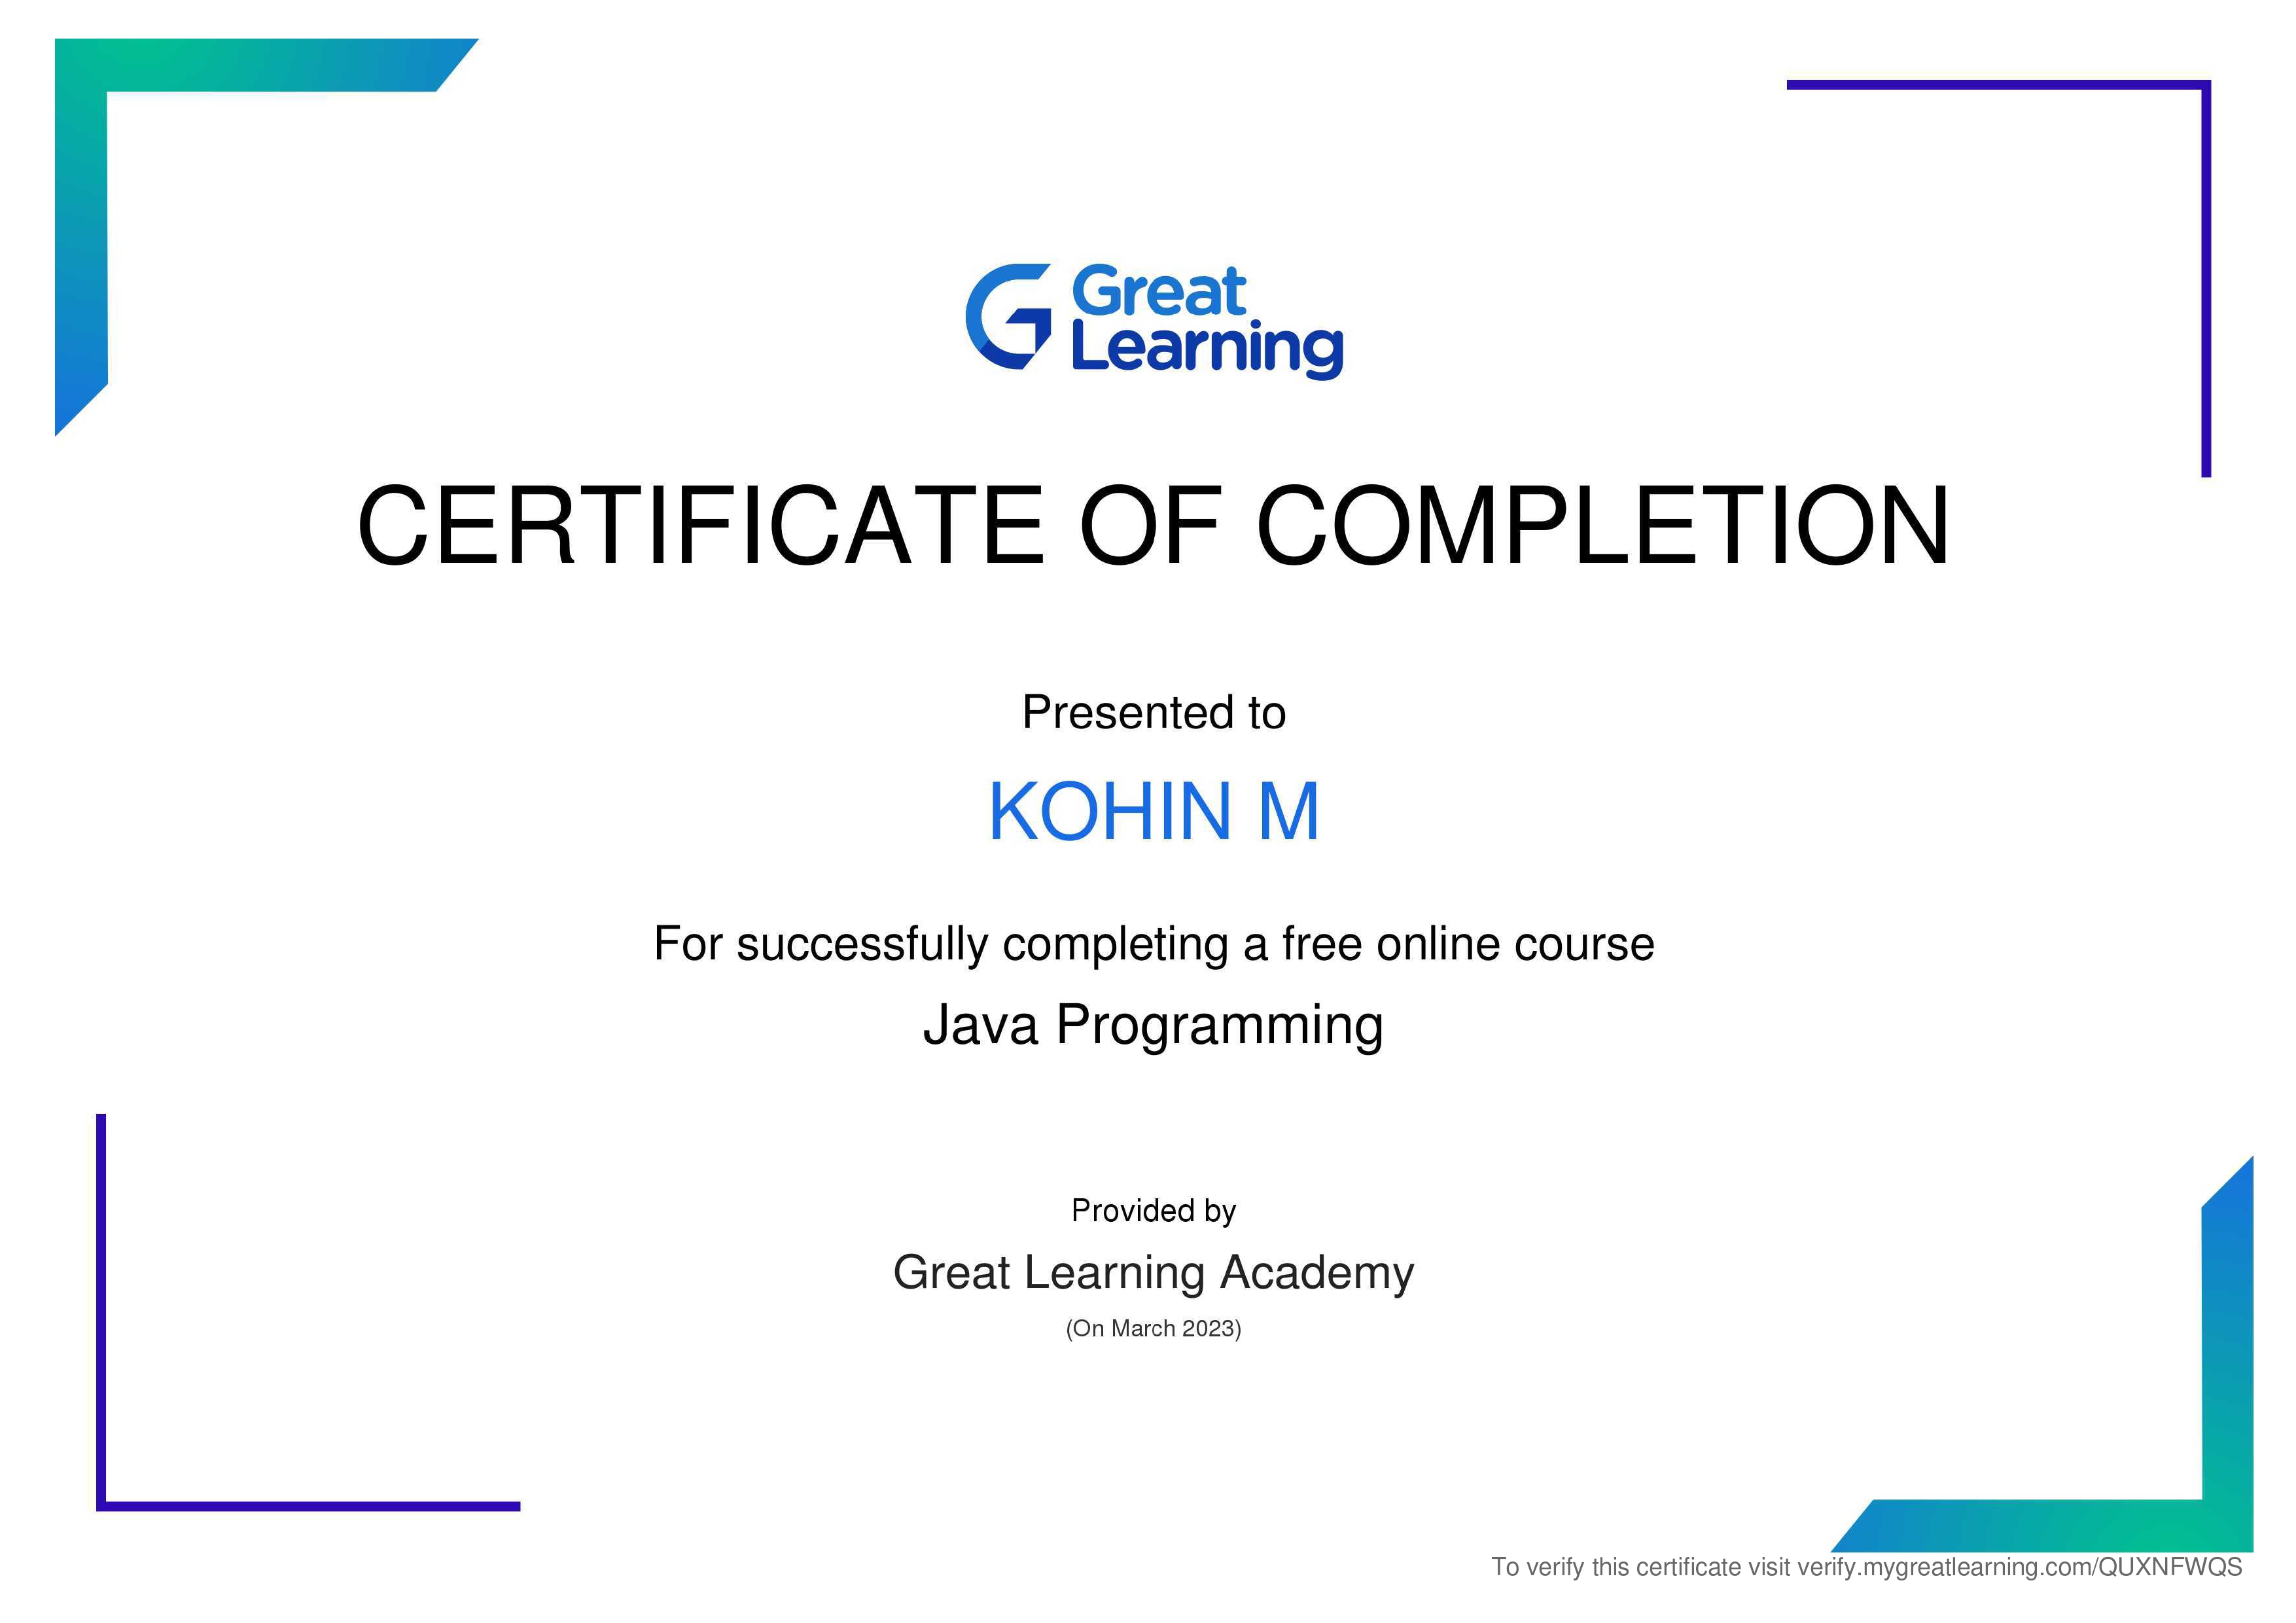 Great
Learning
CERTIFICATE OF COMPLETION
Presented to
KOHIN M
For successfully completing a free online course
Java Programming
Provided by
Great Learning Academy
(On March 2023)
To verify this certificate visit verify.mygreatlearning.com/QUXNFWQS